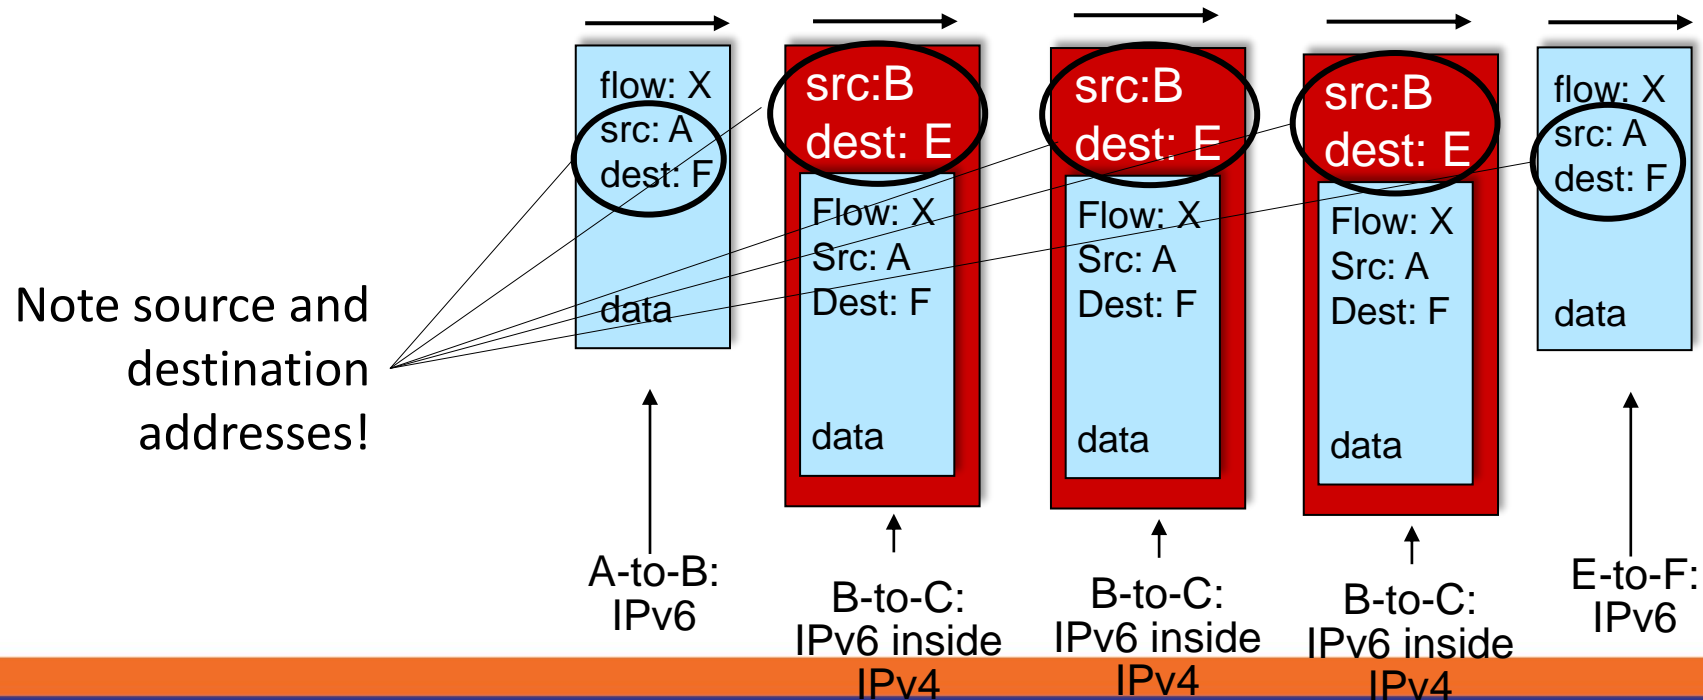 flow: X
src: A
dest: F
data
src:B
dest: E
Flow: X
Src: A
Dest: F
data
src:B
dest: E
Flow: X
Src: A
Dest: F
data
src:B
dest: E
Flow: X
Src: A
Dest: F
data
flow: X
src: A
dest: F
data
Note source and
destination
addresses!
A-to-B:
IPv6
B-to-C:
IPv6 inside
IPv4
B-to-C:
IPv6 inside
IPv4
B-to-C:
IPv6 inside
IPv4
E-to-F:
IPv6